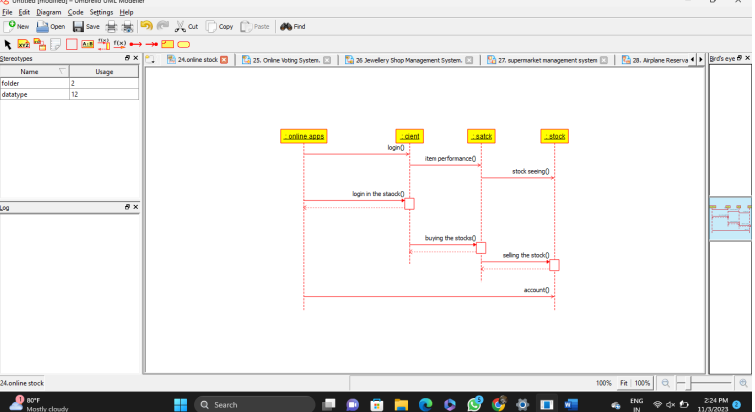 Untitled [modified] – Umbrello UML Modeller
File Edit Diagram Code Settings Help
New Open Save Cut Copy Paste Find
XYZ A:B f(x)
Stereotypes
24.online stock 25. Online Voting System. 26 Jewellery Shop Management System. 27. supermarket management system 28. Airplane Reserva
Bird's eye
Name Usage
folder 2
datatype 12
: online apps : cient : satck : stock
login()
item performance()
stock seeing()
login in the staock()
Log
buying the stocks()
selling the stock()
account()
24.online stock 100% Fit 100%
1 80°F Mostly cloudy
Search
ENG IN
2:24 PM 11/3/2023 2